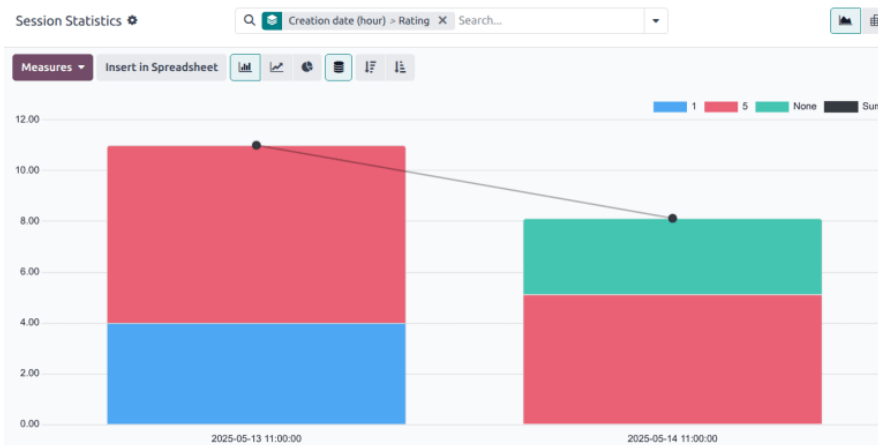 Session Statistics
Creation date (hour) > Rating
Search...
Measures
Insert in Spreadsheet
1
5
None
12.00
10.00
8.00
6.00
4.00
2.00
0.00
2025-05-13 11:00:00
2025-05-14 11:00:00